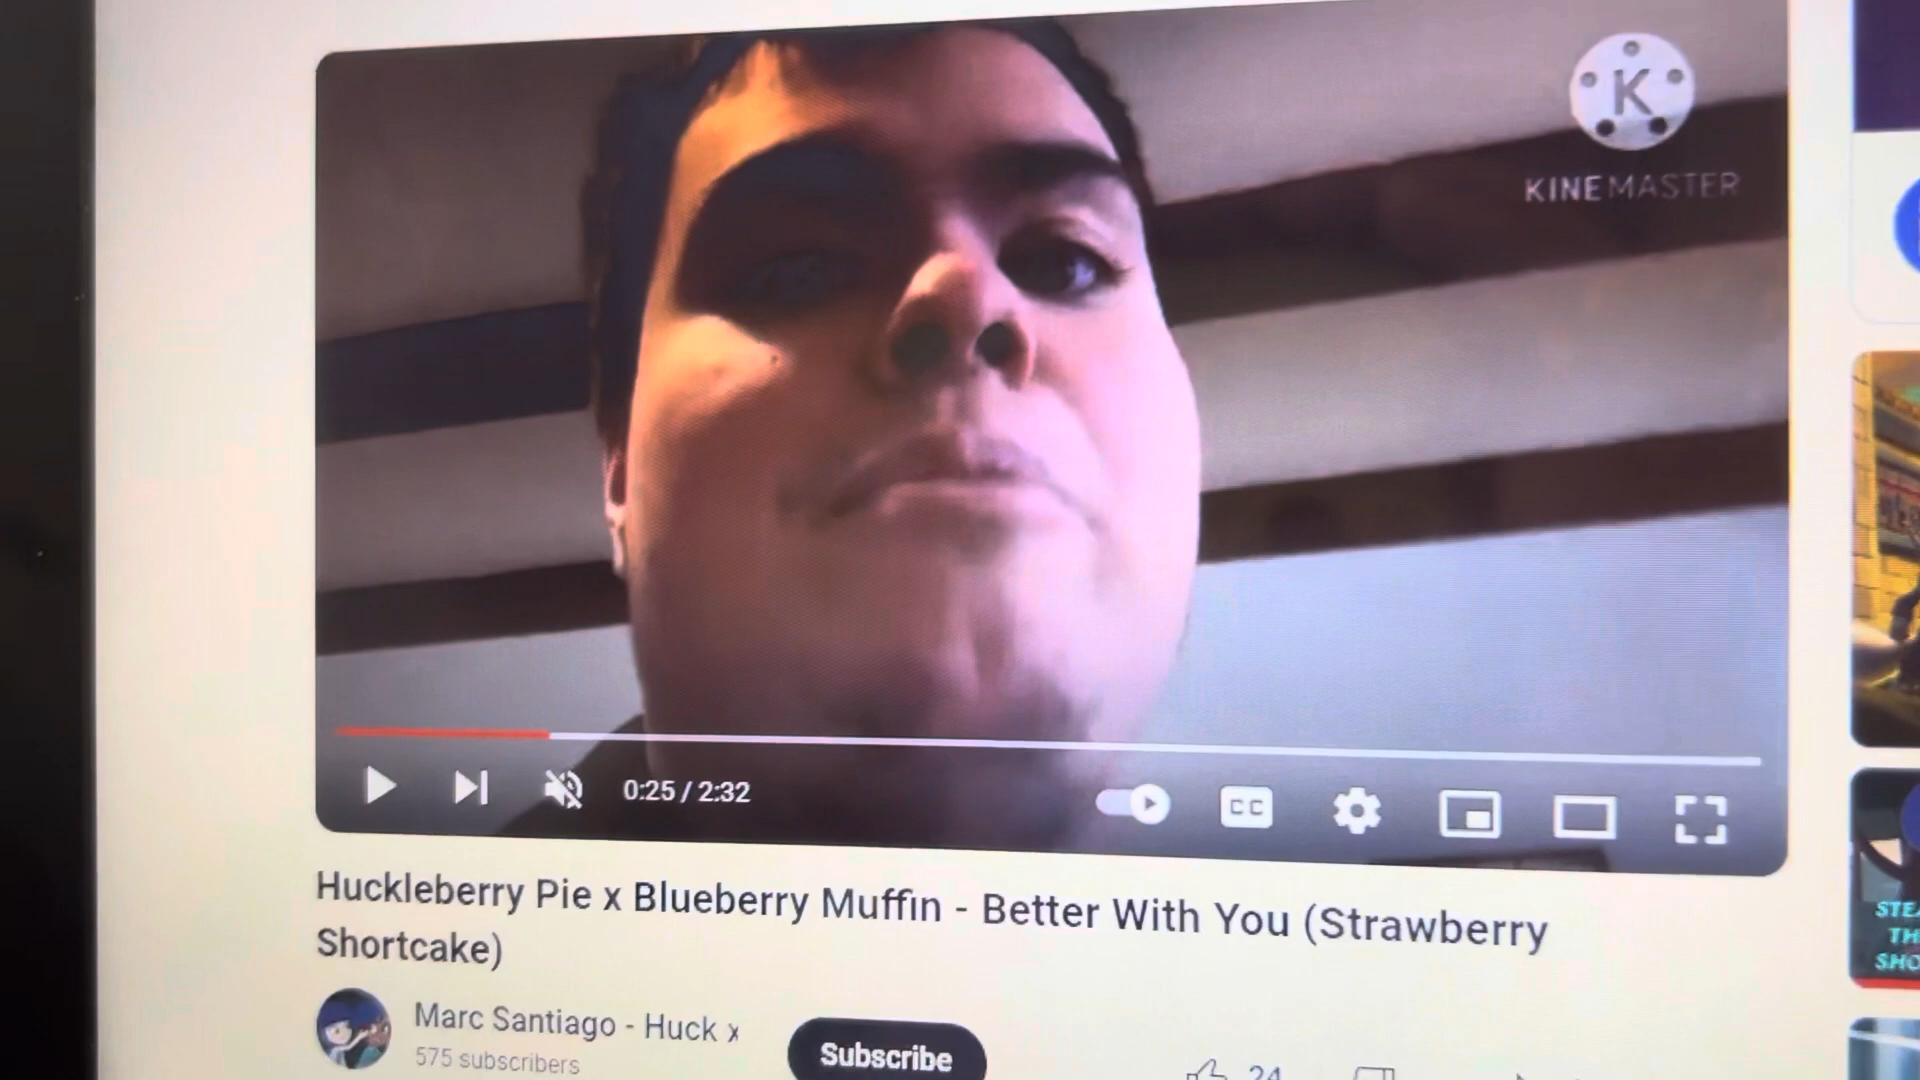 K
KINEMASTER
0:25 / 2:32
CC
Huckleberry Pie x Blueberry Muffin - Better With You (Strawberry
Shortcake)
Marc Santiago - Huck x
575 subscribers
Subscribe
24